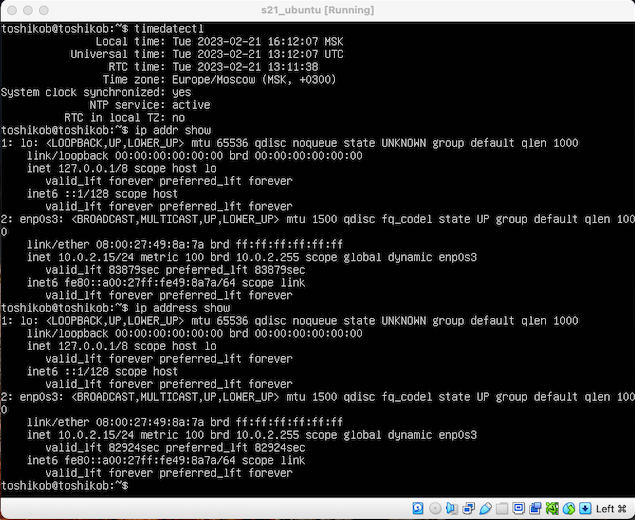 s21_ubuntu [Running]
toshikob@toshikob:~$ timedatectl
Local time: Tue 2023-02-21 16:12:07 MSK
Universal time: Tue 2023-02-21 13:12:07 UTC
RTC time: Tue 2023-02-21 13:11:38
Time zone: Europe/Moscow (MSK, +0300)
System clock synchronized: yes
NTP service: active
RTC in local TZ: no
toshikob@toshikob:~$ ip addr show
1: lo: <LOOPBACK,UP,LOWER_UP> mtu 65536 qdisc noqueue state UNKNOWN group default qlen 1000
link/loopback 00:00:00:00:00:00 brd 00:00:00:00:00:00
inet 127.0.0.1/8 scope host lo
valid_lft forever preferred_lft forever
inet6 ::1/128 scope host
valid_lft forever preferred_lft forever
2: enp0s3: <BROADCAST,MULTICAST,UP,LOWER_UP> mtu 1500 qdisc fq_codel state UP group default qlen 100
0
link/ether 08:00:27:49:8a:7a brd ff:ff:ff:ff:ff:ff
inet 10.0.2.15/24 metric 100 brd 10.0.2.255 scope global dynamic enp0s3
valid_lft 83879sec preferred_lft 83879sec
inet6 fe80::a00:27ff:fe49:8a7a/64 scope link
valid_lft forever preferred_lft forever
toshikob@toshikob:~$ ip address show
1: lo: <LOOPBACK,UP,LOWER_UP> mtu 65536 qdisc noqueue state UNKNOWN group default qlen 1000
link/loopback 00:00:00:00:00:00 brd 00:00:00:00:00:00
inet 127.0.0.1/8 scope host lo
valid_lft forever preferred_lft forever
inet6 ::1/128 scope host
valid_lft forever preferred_lft forever
2: enp0s3: <BROADCAST,MULTICAST,UP,LOWER_UP> mtu 1500 qdisc fq_codel state UP group default qlen 100
0
link/ether 08:00:27:49:8a:7a brd ff:ff:ff:ff:ff:ff
inet 10.0.2.15/24 metric 100 brd 10.0.2.255 scope global dynamic enp0s3
valid_lft 82924sec preferred_lft 82924sec
inet6 fe80::a00:27ff:fe49:8a7a/64 scope link
valid_lft forever preferred_lft forever
toshikob@toshikob:~$
Left ⌘